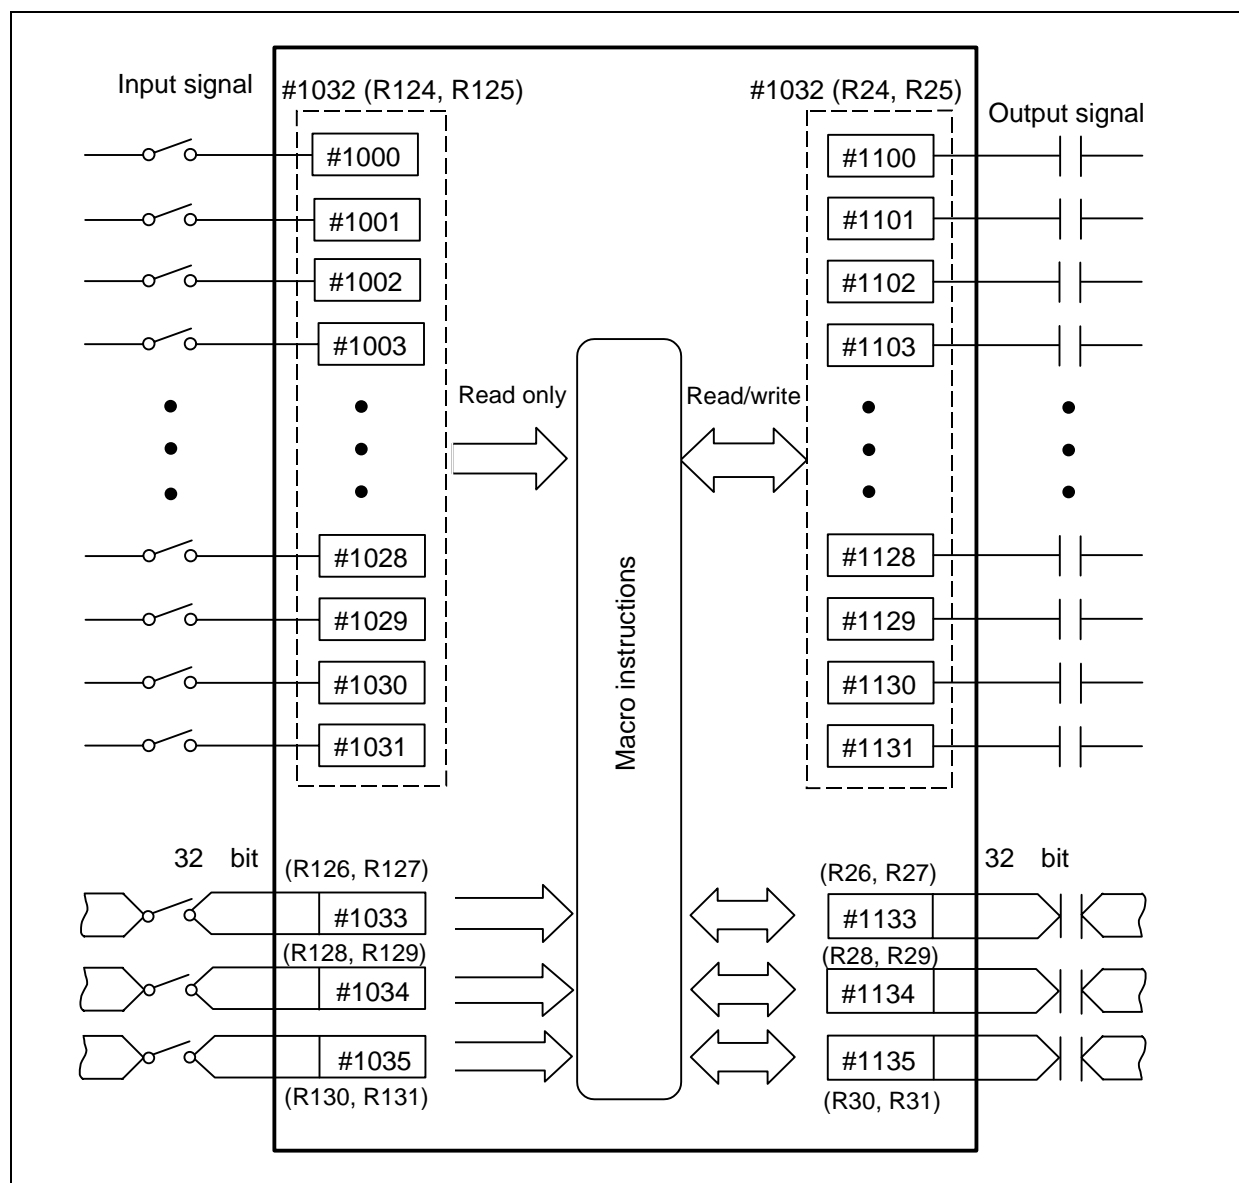 Input signal
#1032 (R124, R125)
#1032 (R24, R25)
Output signal
#1000
#1100
#1001
#1101
#1002
#1102
#1003
#1103
Read only
Read/write
Macro instructions
#1028
#1128
#1029
#1129
#1030
#1130
#1031
#1131
32 bit
(R126, R127)
(R26, R27)
32 bit
#1033
#1133
(R128, R129)
(R28, R29)
#1034
#1134
#1035
#1135
(R130, R131)
(R30, R31)